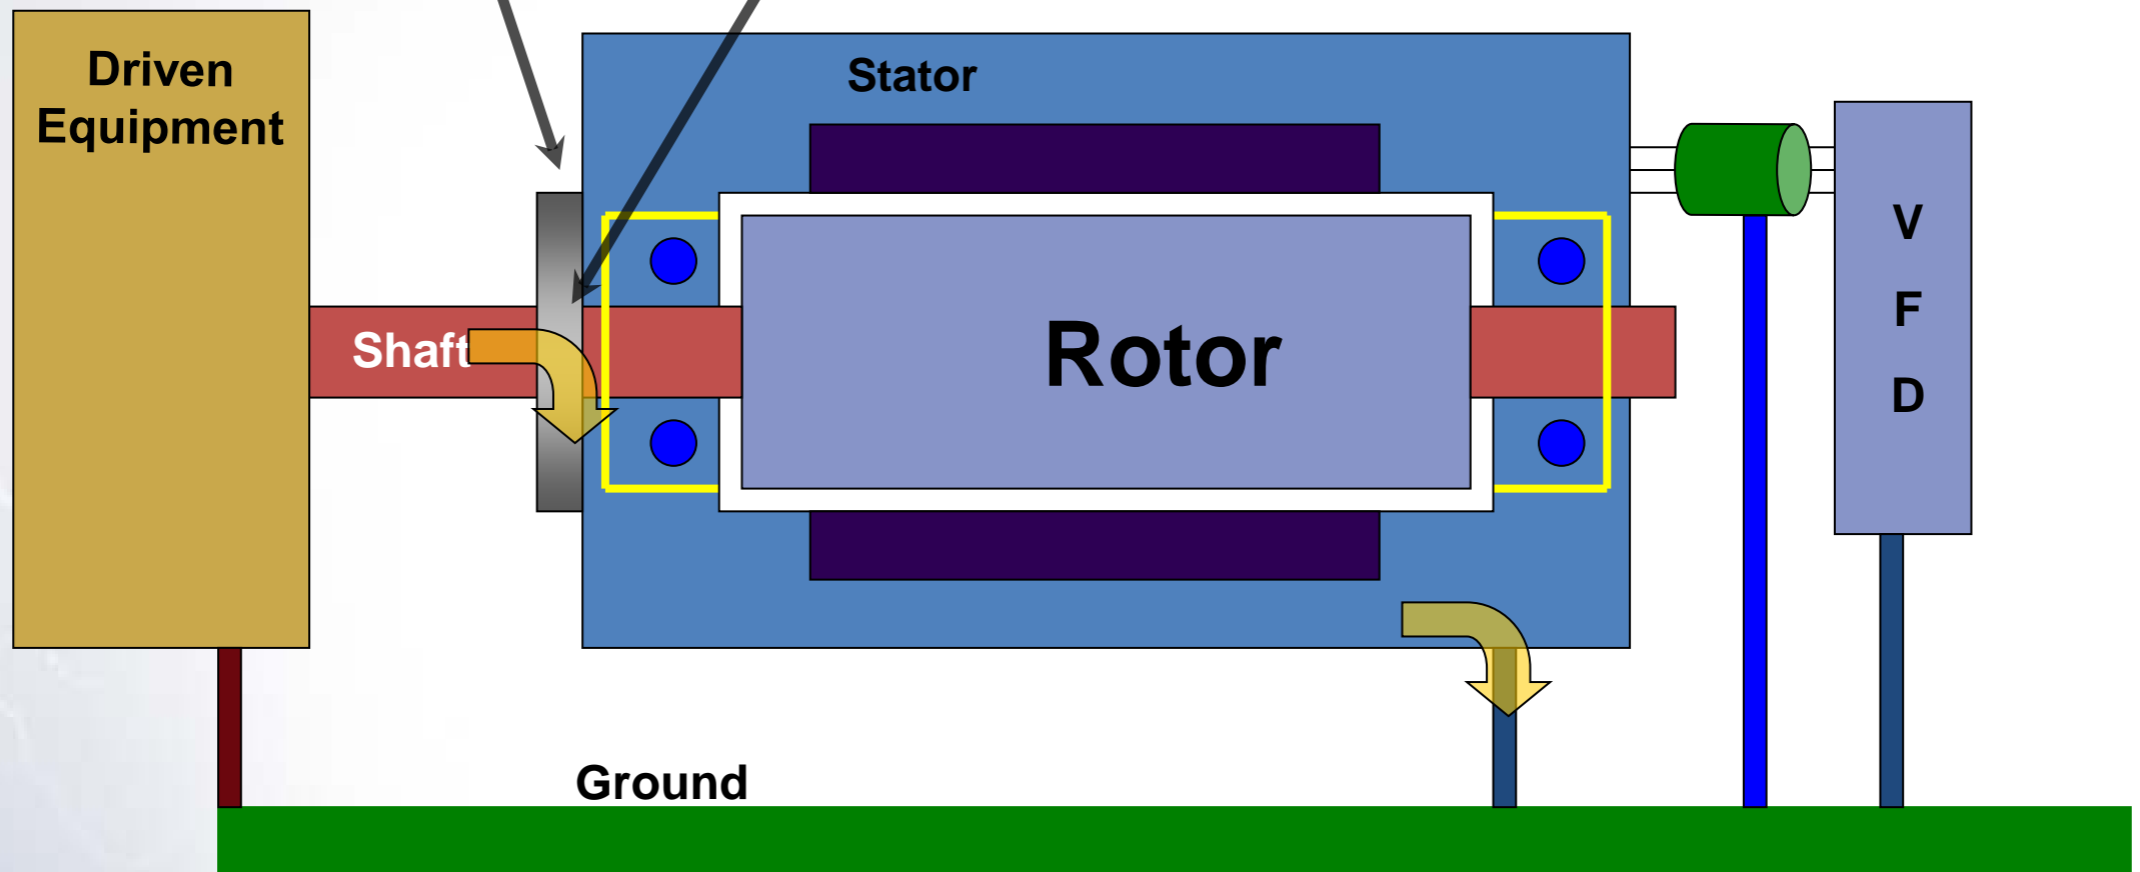 Driven
Equipment
Stator
Shaft
Rotor
V
F
D
Ground